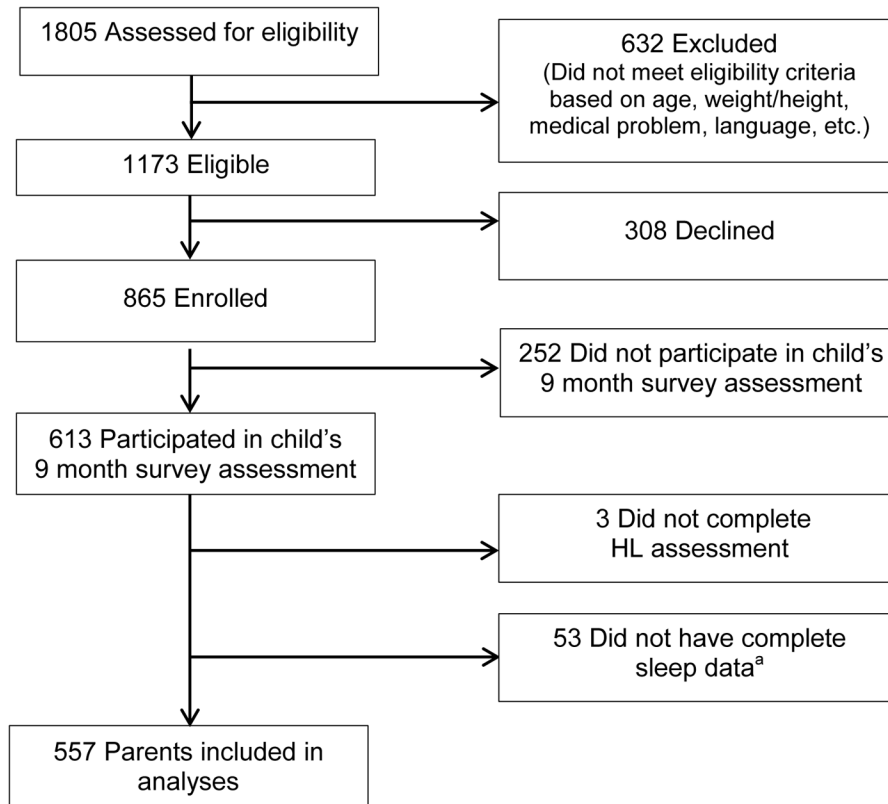 1805 Assessed for eligibility
632 Excluded
(Did not meet eligibility criteria
based on age, weight/height,
medical problem, language, etc.)
1173 Eligible
308 Declined
865 Enrolled
252 Did not participate in child’s
9 month survey assessment
613 Participated in child’s
9 month survey assessment
3 Did not complete
HL assessment
53 Did not have complete
sleep dataᵃ
557 Parents included in
analyses